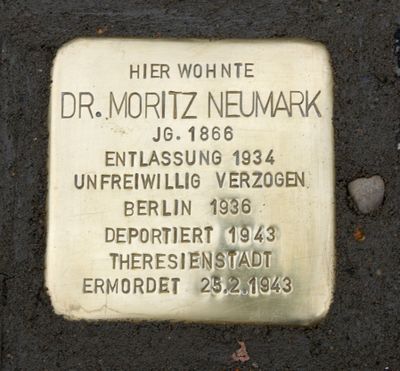 HIER WOHNTE
DR. MORITZ NEUMARK
JG. 1866
ENTLASSUNG 1934
UNFREIWILLIG VERZOGEN
BERLIN 1936
DEPORTIERT 1943
THERESIENSTADT
ERMORDET 25.2.1943